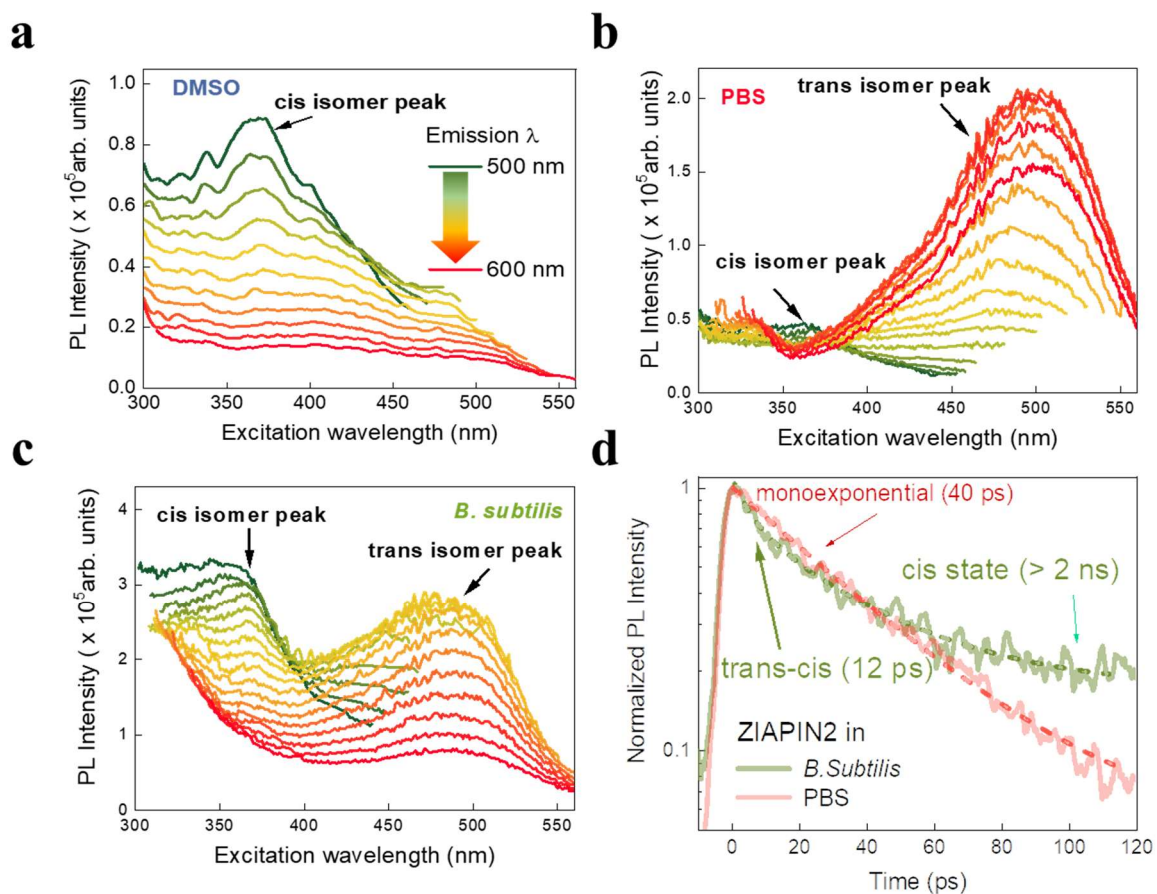 a
DMSO
cis isomer peak
Emission λ
500 nm
600 nm
PL Intensity ( x 10⁵arb. units)
1.0
0.8
0.6
0.4
0.2
0.0
300 350 400 450 500 550
Excitation wavelength (nm)
b
PBS
trans isomer peak
cis isomer peak
PL Intensity ( x 10⁵arb. units)
2.0
1.5
1.0
0.5
0.0
300 350 400 450 500 550
Excitation wavelength (nm)
c
cis isomer peak
B. subtilis
trans isomer peak
PL Intensity ( x 10⁵arb. units)
4
3
2
1
0
300 350 400 450 500 550
Excitation wavelength (nm)
d
monoexponential (40 ps)
cis state (> 2 ns)
trans-cis (12 ps)
ZIAPIN2 in
B.Subtilis
PBS
Normalized PL Intensity
1
0.1
0 20 40 60 80 100 120
Time (ps)